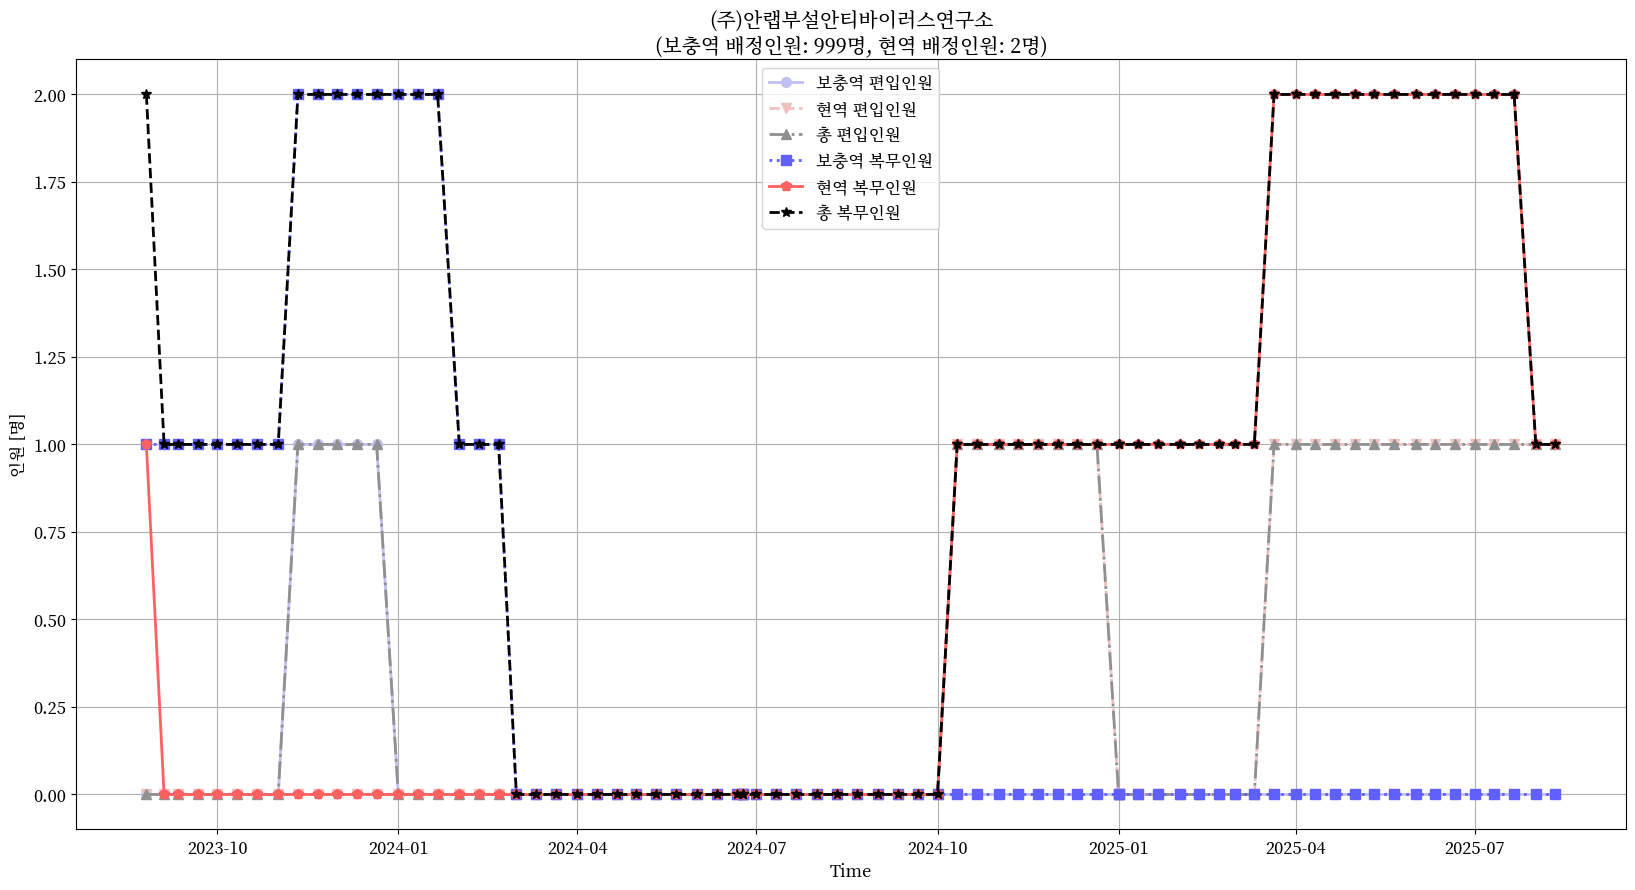 (주)안랩부설안티바이러스연구소
(보충역 배정인원: 999명, 현역 배정인원: 2명)
보충역 편입인원
현역 편입인원
총 편입인원
보충역 복무인원
현역 복무인원
총 복무인원
인원 [명]
2.00
1.75
1.50
1.25
1.00
0.75
0.50
0.25
0.00
2023-10
2024-01
2024-04
2024-07
2024-10
2025-01
2025-04
2025-07
Time